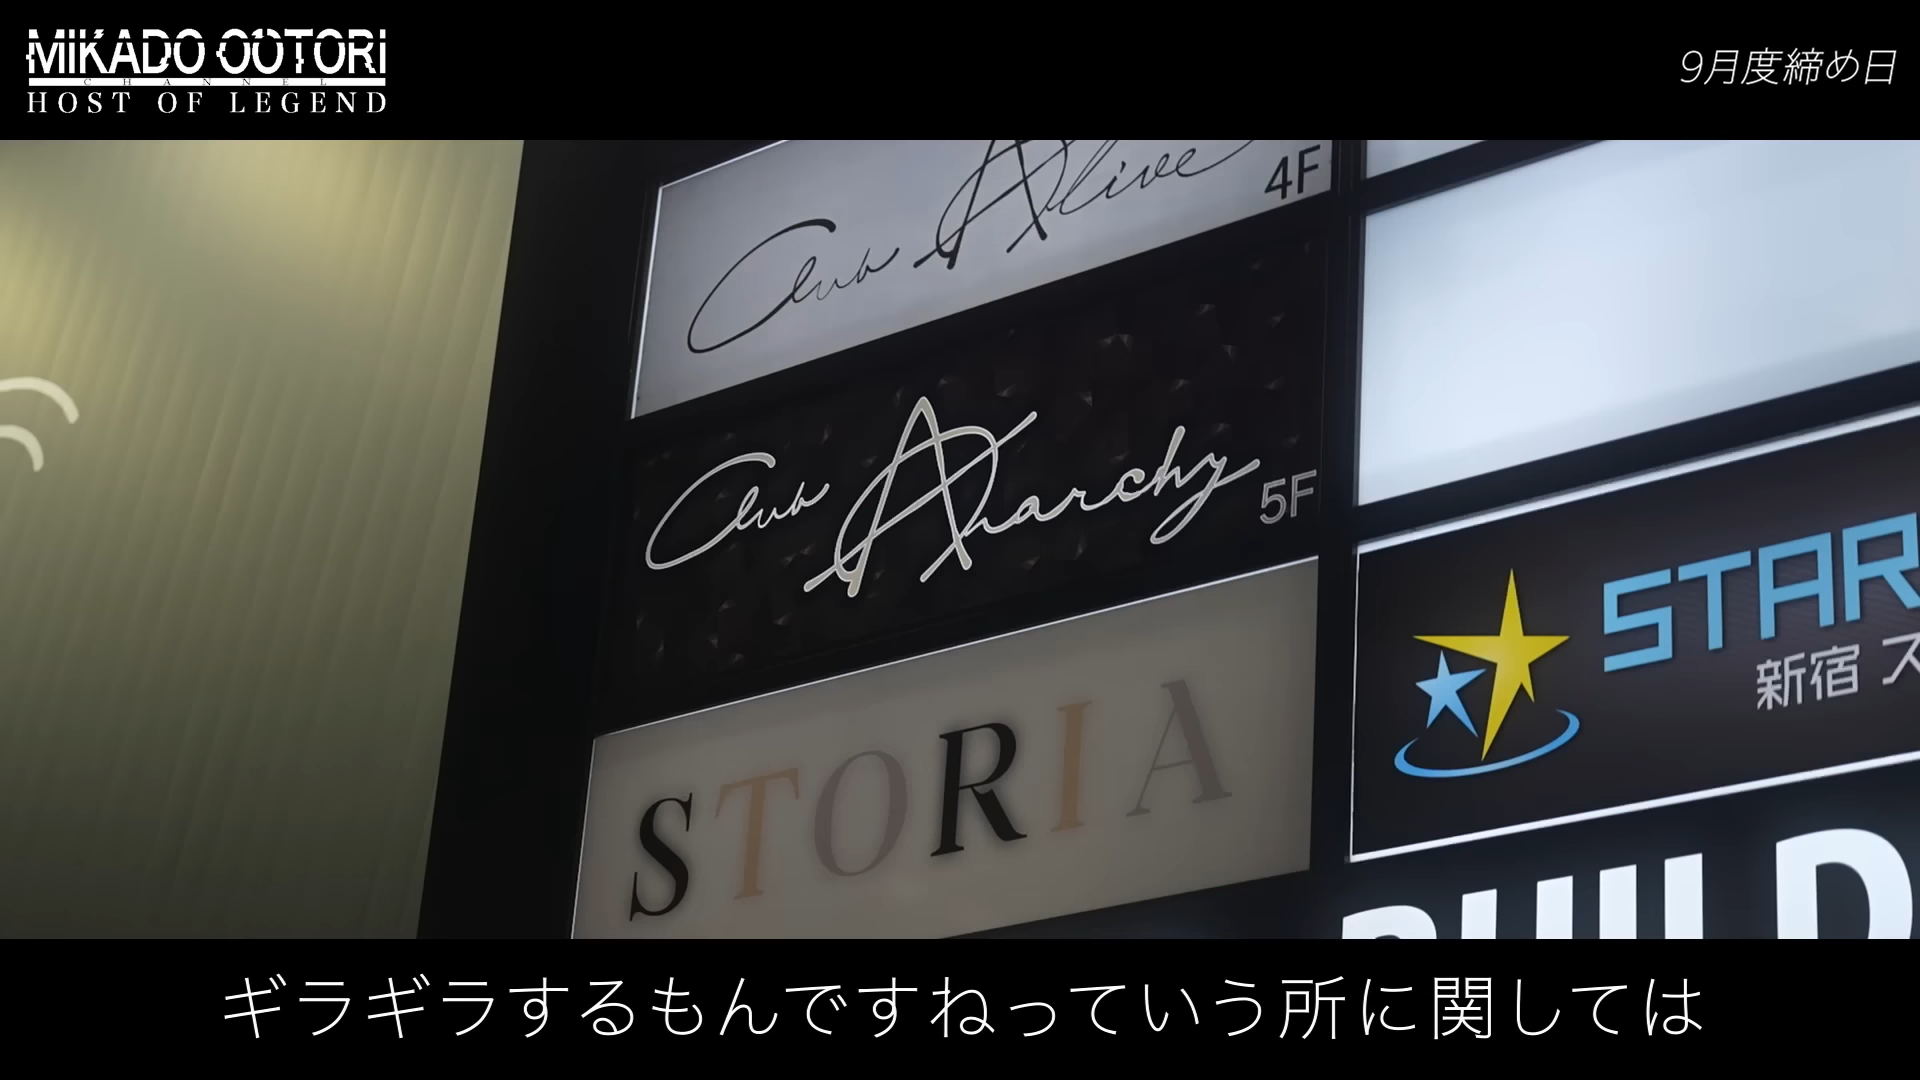 MIKADO OOTORI
CHANNEL
HOST OF LEGEND
9月度締め日
Club Alive
4F
Club Anarchy
5F
STORIA
STAR
新宿 ス
BUILD
ギラギラするもんですねっていう所に関しては